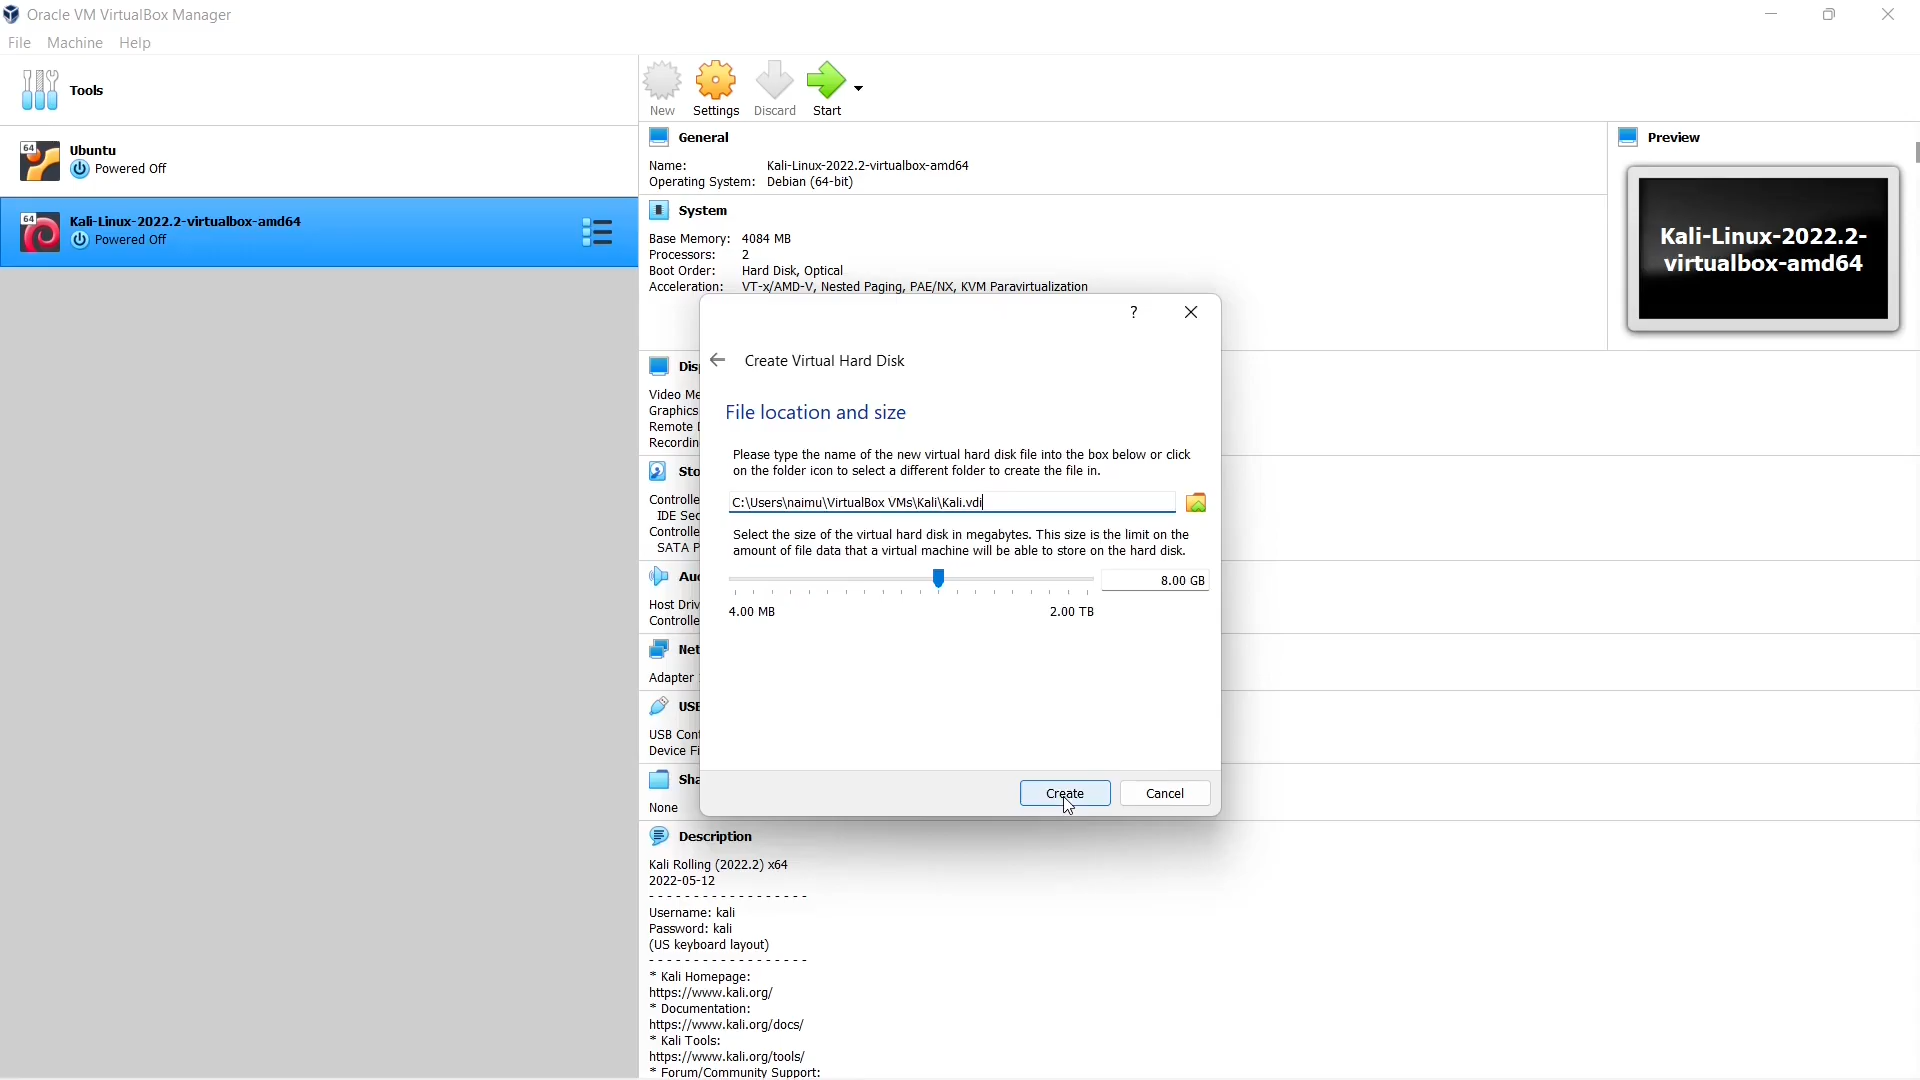 Oracle VM VirtualBox Manager
File Machine Help
Tools
64 Ubuntu
Powered Off
64 Kali-Linux-2022.2-virtualbox-amd64
Powered Off
New Settings Discard Start
General
Name: Kali-Linux-2022.2-virtualbox-amd64
Operating System: Debian (64-bit)
Preview
Kali-Linux-2022.2-
virtualbox-amd64
System
Base Memory: 4084 MB
Processors: 2
Boot Order: Hard Disk, Optical
Acceleration: VT-x/AMD-V, Nested Paging, PAE/NX, KVM Paravirtualization
Dis
Video Me
Graphics
Remote
Recordin
Sto
Controlle
IDE Sec
Controlle
SATA P
Au
Host Driv
Controlle
Net
Adapter
USB
USB Con
Device Fi
Sha
None
?
Create Virtual Hard Disk
File location and size
Please type the name of the new virtual hard disk file into the box below or click
on the folder icon to select a different folder to create the file in.
C:\Users\naimu\VirtualBox VMs\Kali\Kali.vdi
Select the size of the virtual hard disk in megabytes. This size is the limit on the
amount of file data that a virtual machine will be able to store on the hard disk.
8.00 GB
4.00 MB 2.00 TB
Create Cancel
Description
Kali Rolling (2022.2) x64
2022-05-12
- - - - - - - - - - - - - - - - - -
Username: kali
Password: kali
(US keyboard layout)
- - - - - - - - - - - - - - - - - -
* Kali Homepage:
https://www.kali.org/
* Documentation:
https://www.kali.org/docs/
* Kali Tools:
https://www.kali.org/tools/
* Forum/Community Support: